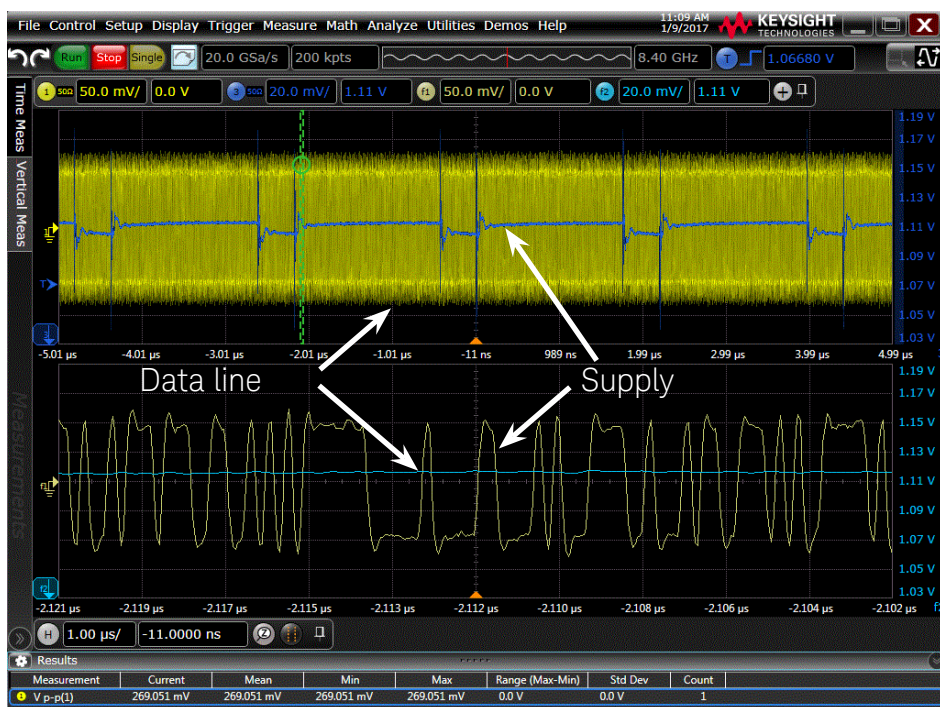 File Control Setup Display Trigger Measure Math Analyze Utilities Demos Help
11:09 AM
1/9/2017
KEYSIGHT
TECHNOLOGIES
X
Run Stop Single 20.0 GSa/s 200 kpts 8.40 GHz T 1.06680 V
1 50Ω 50.0 mV/ 0.0 V 3 50Ω 20.0 mV/ 1.11 V f1 50.0 mV/ 0.0 V f2 20.0 mV/ 1.11 V
Time Meas
Vertical Meas
Measurements
1.19 V
1.17 V
1.15 V
1.13 V
1.11 V
1.09 V
T 1.07 V
1.05 V
1.03 V
-5.01 µs -4.01 µs -3.01 µs -2.01 µs -1.01 µs -11 ns 989 ns 1.99 µs 2.99 µs 3.99 µs 4.99 µs
Data line Supply
1.19 V
1.17 V
1.15 V
1.13 V
1.11 V
1.09 V
1.07 V
1.05 V
f2 1.03 V
-2.121 µs -2.119 µs -2.117 µs -2.115 µs -2.113 µs -2.112 µs -2.110 µs -2.108 µs -2.106 µs -2.104 µs -2.102 µs
H 1.00 µs/ -11.0000 ns Z
Results
Measurement Current Mean Min Max Range (Max-Min) Std Dev Count
1 V p-p(1) 269.051 mV 269.051 mV 269.051 mV 269.051 mV 0.0 V 0.0 V 1